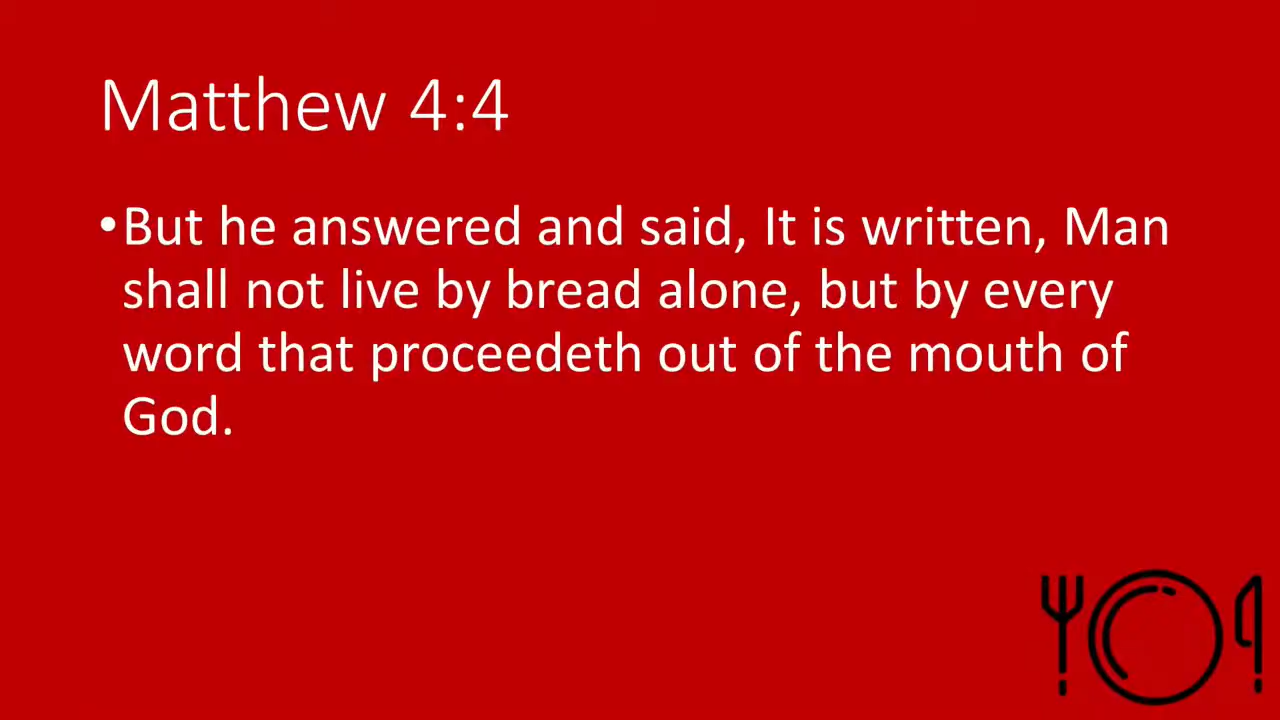 Matthew 4:4
•But he answered and said, It is written, Man
shall not live by bread alone, but by every
word that proceedeth out of the mouth of
God.